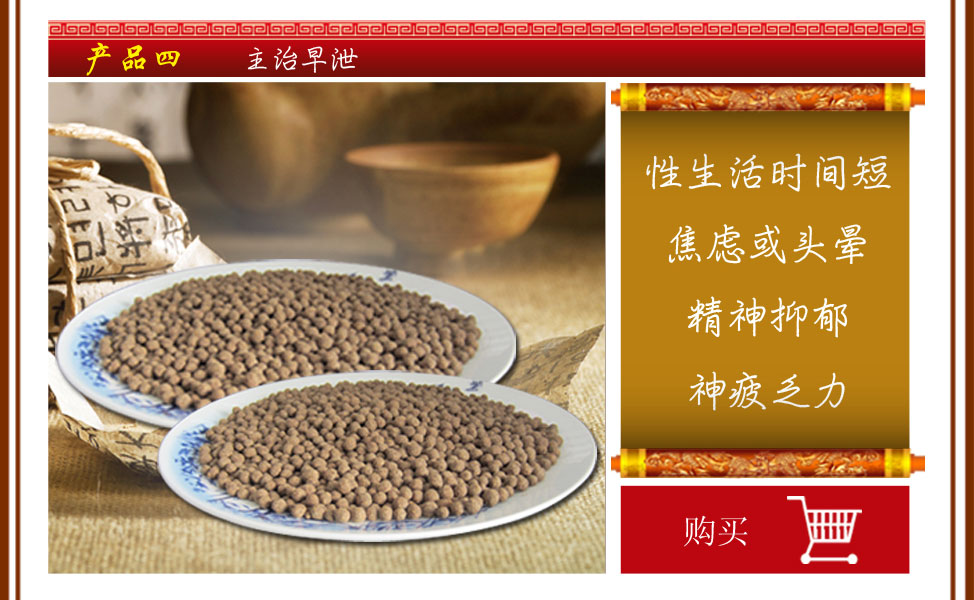 产品四 主治早泄
性生活时间短
焦虑或头晕
精神抑郁
神疲乏力
购买